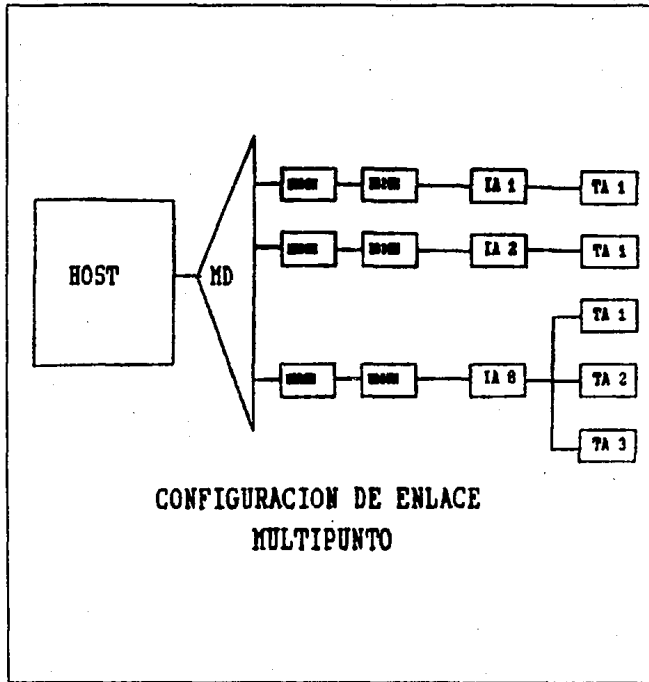 IA 1 TA 1
IA 2 TA 1
HOST MD
TA 1
IA 8 TA 2
TA 3
CONFIGURACION DE ENLACE
MULTIPUNTO